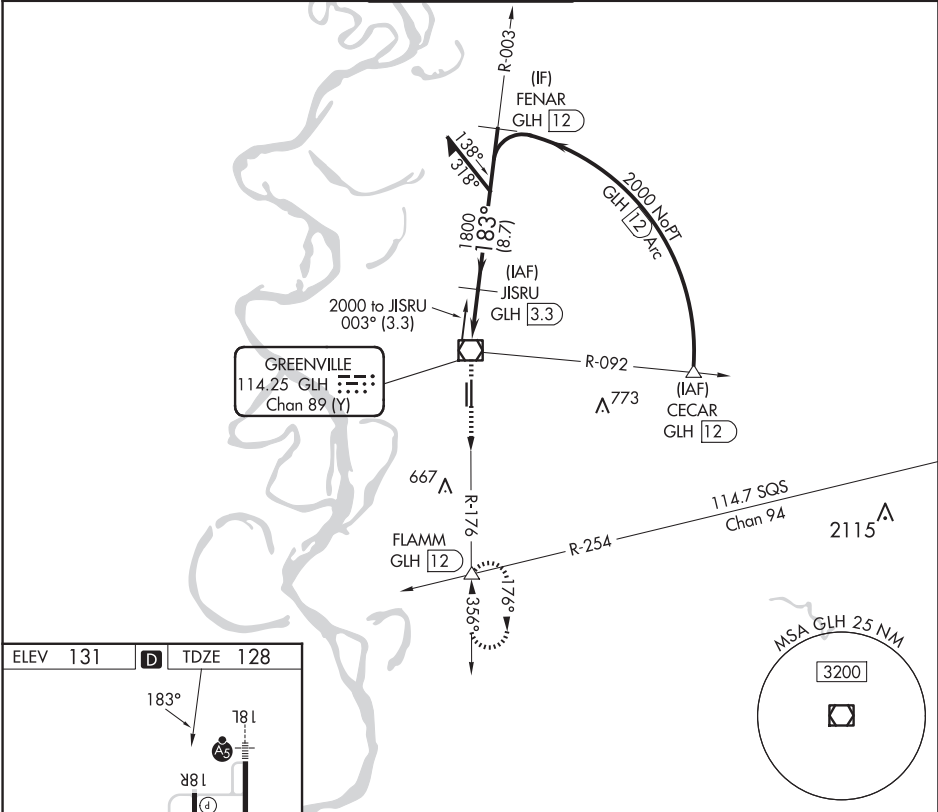 R-003
(IF)
FENAR
GLH 12
138°
318°
2000 NoPT
GLH 12 Arc
1800
183°
(8.7)
(IAF)
JISRU
GLH 3.3
2000 to JISRU
003° (3.3)
GREENVILLE
114.25 GLH
Chan 89 (Y)
R-092
(IAF)
CECAR
GLH 12
773
667
R-176
114.7 SQS
Chan 94
2115
R-254
FLAMM
GLH 12
356°
176°
MSA GLH 25 NM
3200
ELEV 131 D TDZE 128
183°
18L
A5
18R
P